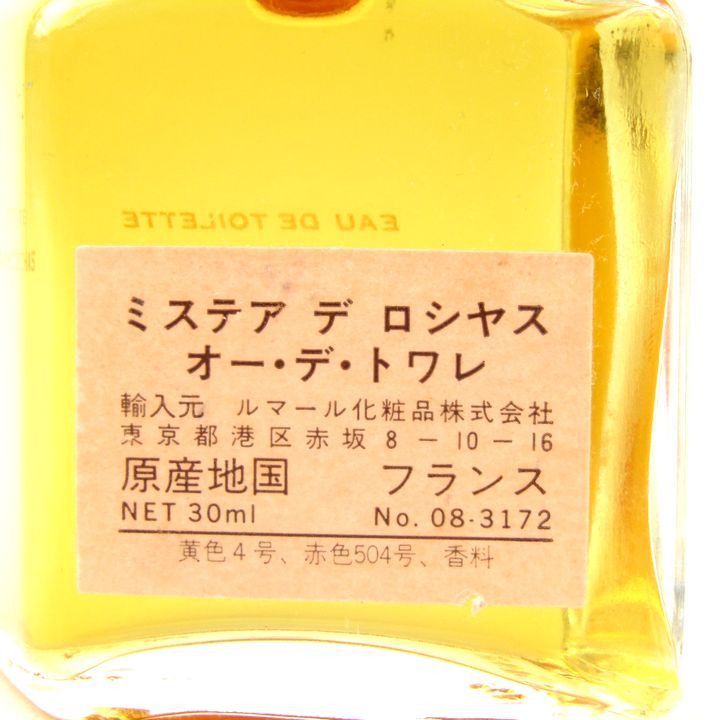 EAU DE TOILETTE
ミステア デ ロシヤス
オー・デ・トワレ
輸入元 ルマール化粧品株式会社
東京都港区赤坂8-10-16
原産地国 フランス
NET 30ml No. 08-3172
黄色4号、赤色504号、香料